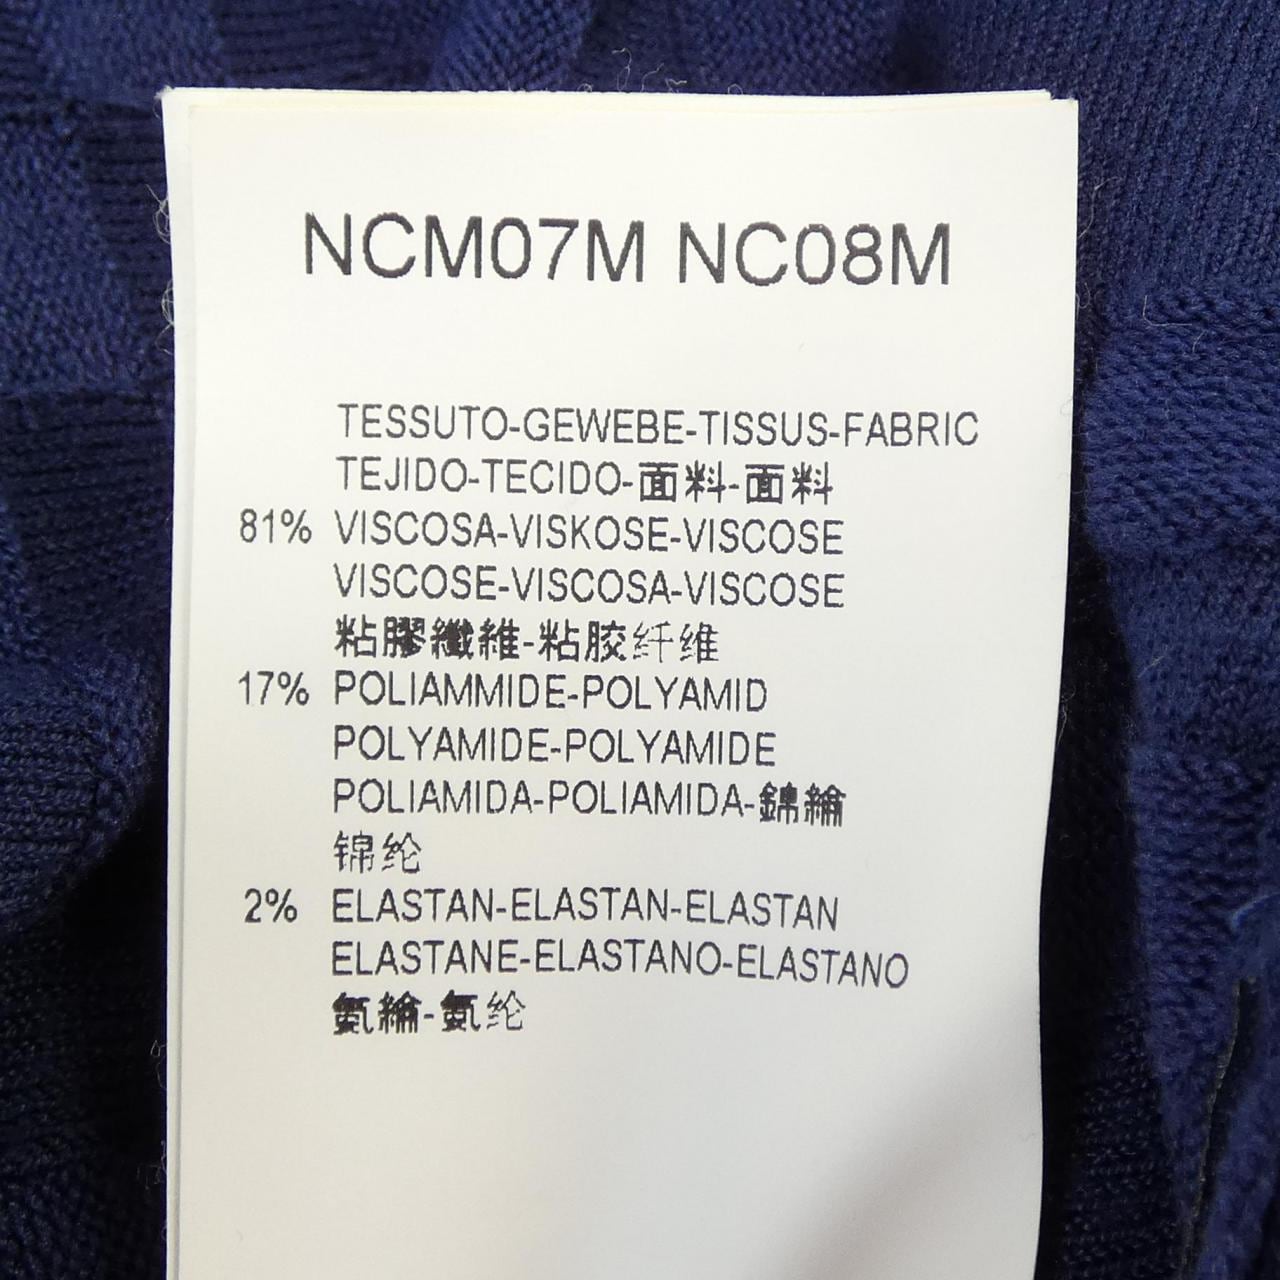 NCM07M NC08M
TESSUTO-GEWEBE-TISSUS-FABRIC
TEJIDO-TECIDO-面料-面料
81% VISCOSA-VISKOSE-VISCOSE
VISCOSE-VISCOSA-VISCOSE
粘膠纖維-粘胶纤维
17% POLIAMMIDE-POLYAMID
POLYAMIDE-POLYAMIDE
POLIAMIDA-POLIAMIDA-錦綸
锦纶
2% ELASTAN-ELASTAN-ELASTAN
ELASTANE-ELASTANO-ELASTANO
氨綸-氨纶